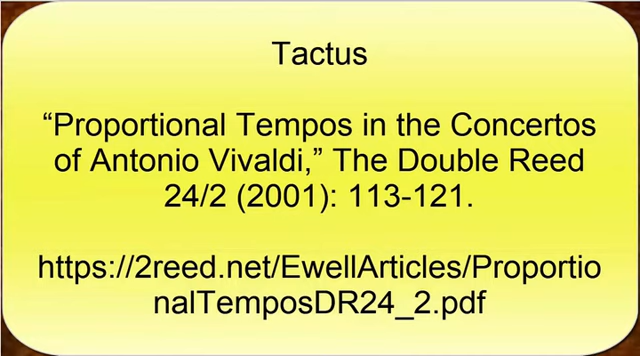 Tactus
“Proportional Tempos in the Concertos
of Antonio Vivaldi,” The Double Reed
24/2 (2001): 113-121.
https://2reed.net/EwellArticles/Proportio
nalTemposDR24_2.pdf